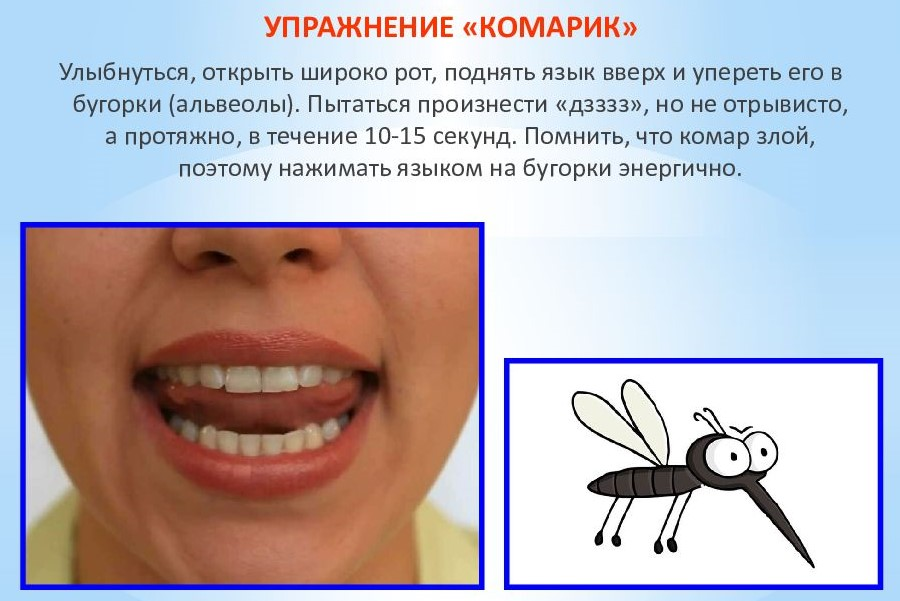 УПРАЖНЕНИЕ «КОМАРИК»
Улыбнуться, открыть широко рот, поднять язык вверх и упереть его в
бугорки (альвеолы). Пытаться произнести «дзззз», но не отрывисто,
а протяжно, в течение 10-15 секунд. Помнить, что комар злой,
поэтому нажимать языком на бугорки энергично.